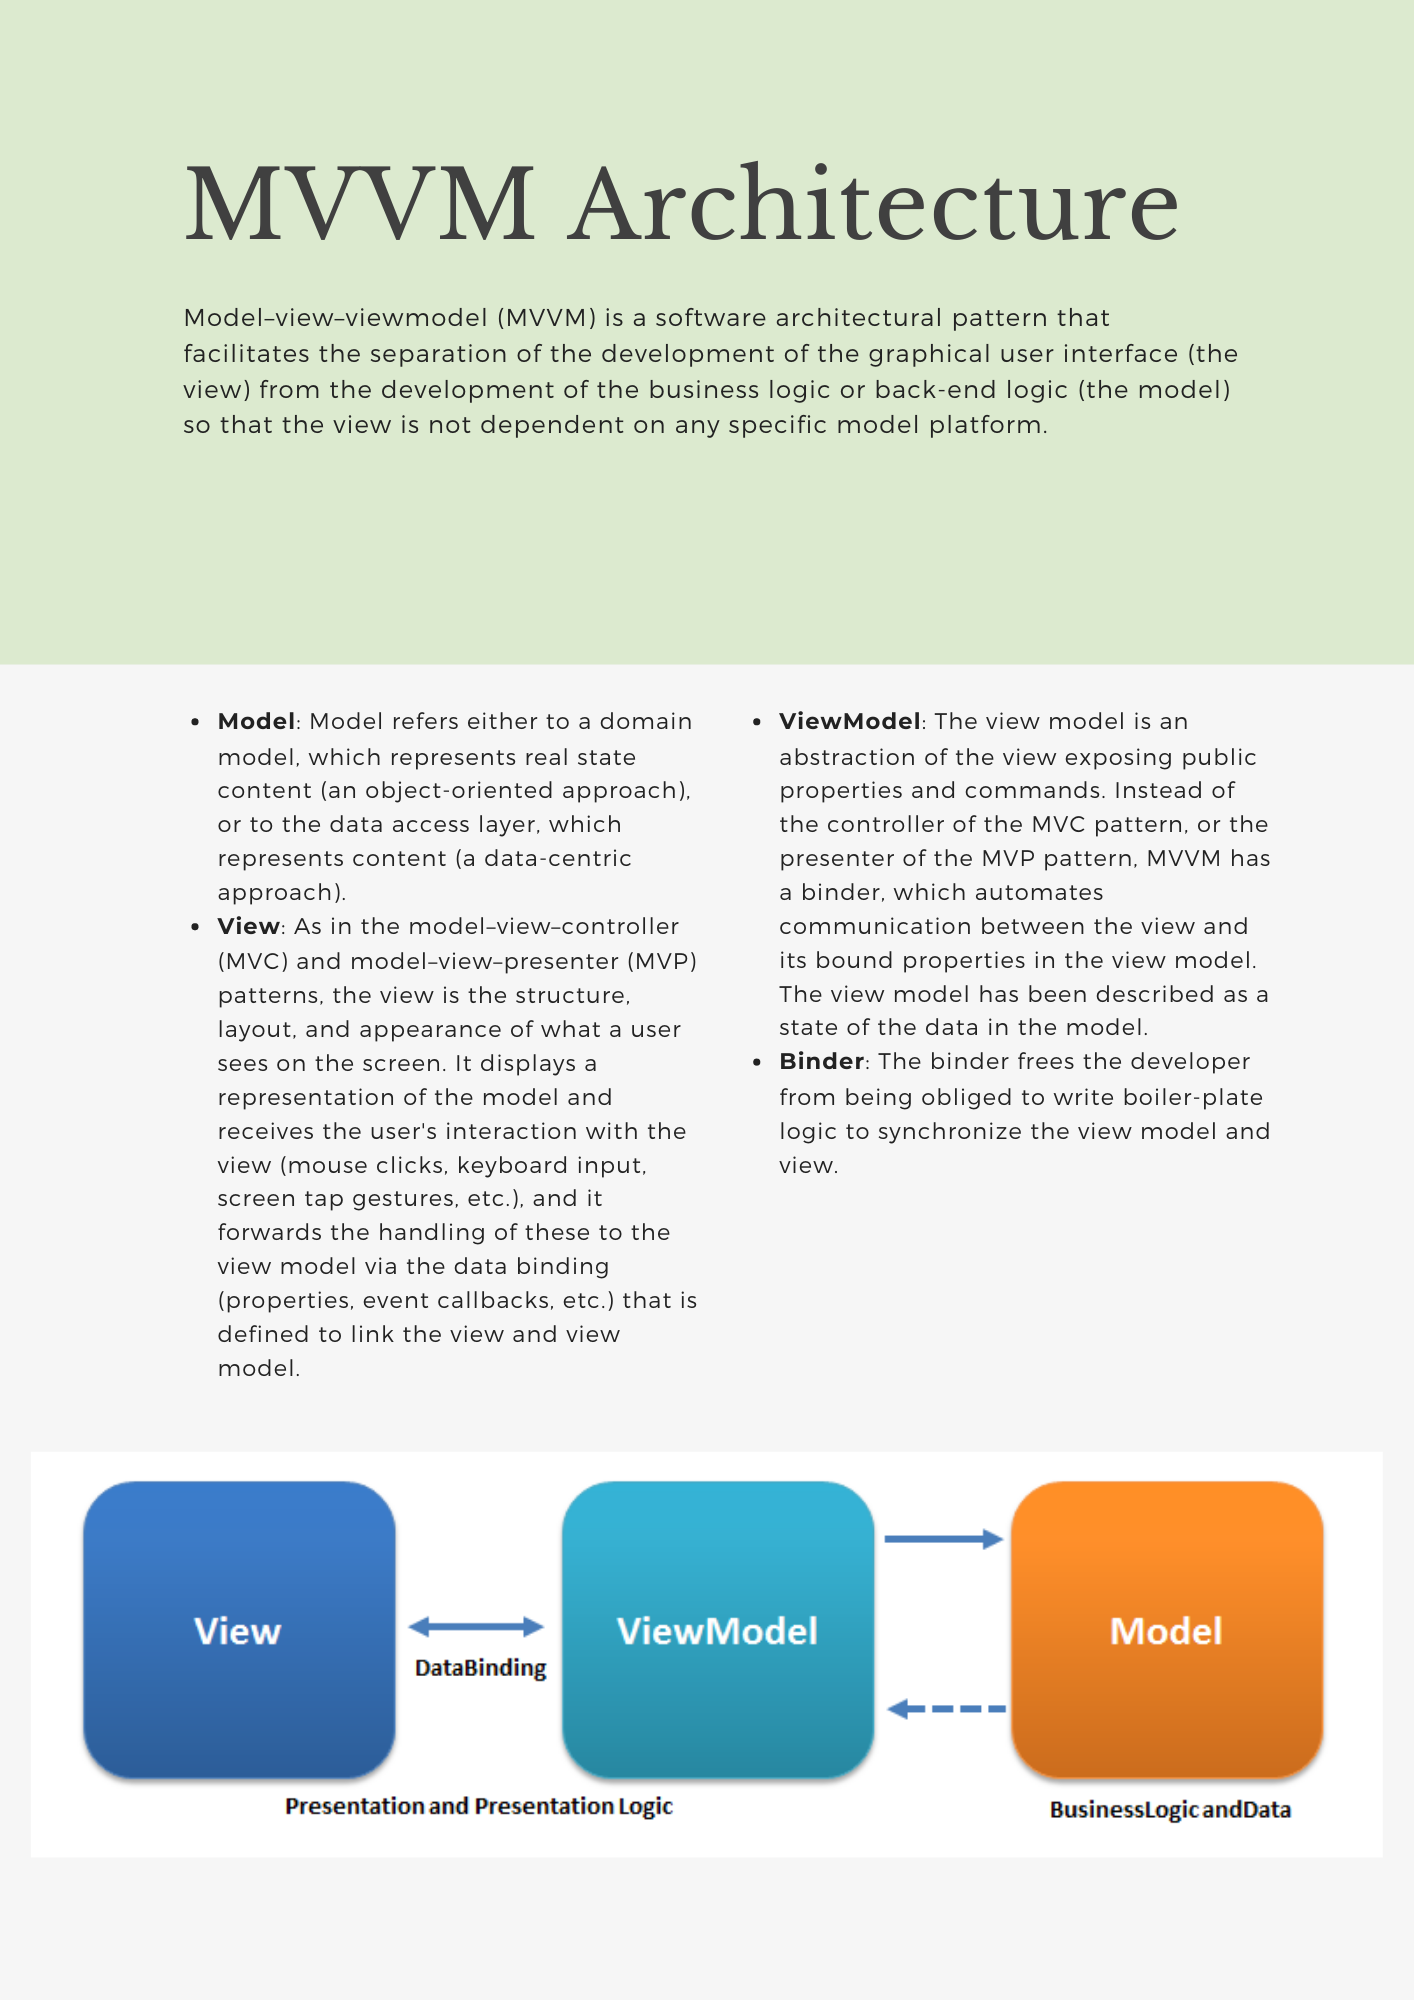 MVVM Architecture
Model–view–viewmodel (MVVM) is a software architectural pattern that
facilitates the separation of the development of the graphical user interface (the
view) from the development of the business logic or back-end logic (the model)
so that the view is not dependent on any specific model platform.
• Model: Model refers either to a domain
model, which represents real state
content (an object-oriented approach),
or to the data access layer, which
represents content (a data-centric
approach).
• View: As in the model–view–controller
(MVC) and model–view–presenter (MVP)
patterns, the view is the structure,
layout, and appearance of what a user
sees on the screen. It displays a
representation of the model and
receives the user's interaction with the
view (mouse clicks, keyboard input,
screen tap gestures, etc.), and it
forwards the handling of these to the
view model via the data binding
(properties, event callbacks, etc.) that is
defined to link the view and view
model.
• ViewModel: The view model is an
abstraction of the view exposing public
properties and commands. Instead of
the controller of the MVC pattern, or the
presenter of the MVP pattern, MVVM has
a binder, which automates
communication between the view and
its bound properties in the view model.
The view model has been described as a
state of the data in the model.
• Binder: The binder frees the developer
from being obliged to write boiler-plate
logic to synchronize the view model and
view.
View
DataBinding
ViewModel
Model
Presentation and Presentation Logic
BusinessLogic andData